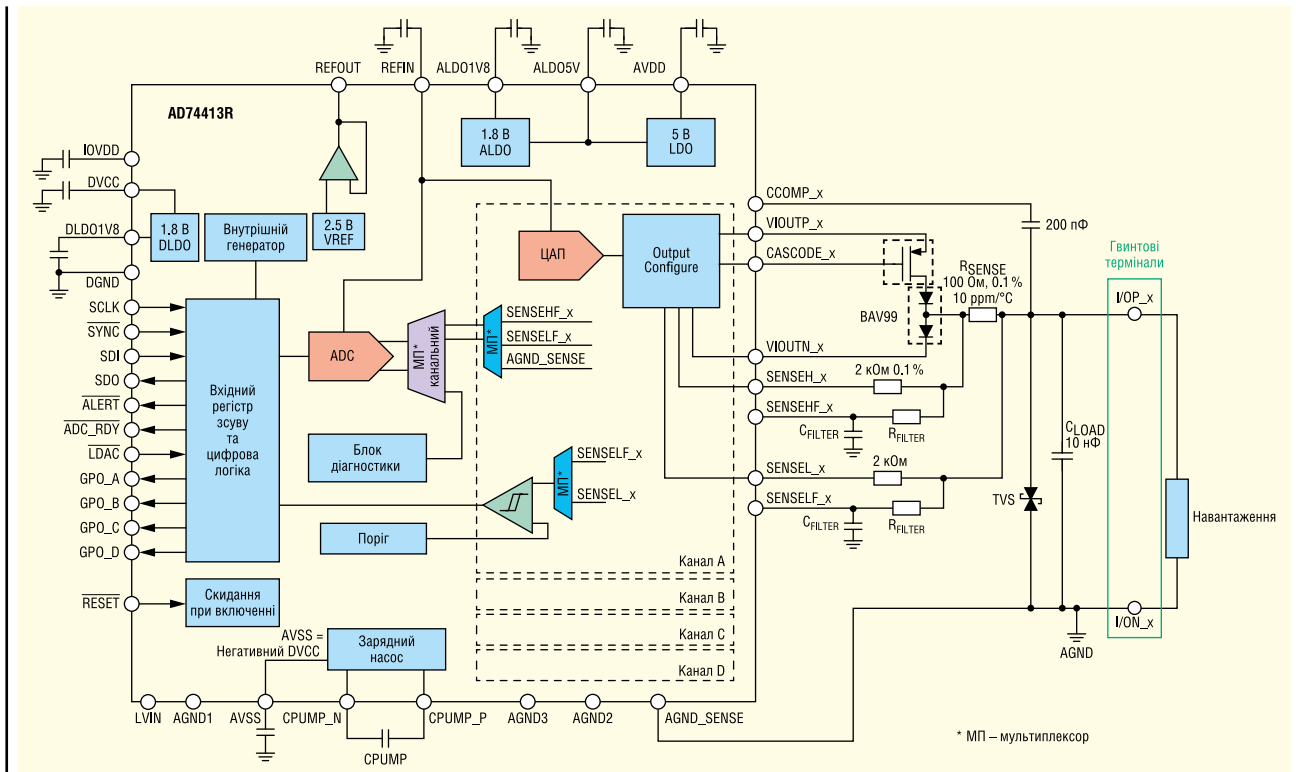 REFOUT
REFIN
ALDO1V8
ALDO5V
AVDD
AD74413R
1.8 В
ALDO
5 В
LDO
IOVDD
DVCC
DLDO1V8
DGND
1.8 В
DLDO
Внутрішній
генератор
2.5 В
VREF
ЦАП
Output
Configure
CCOMP_x
VIOUTP_x
CASCODE_x
VIOUTN_x
SENSEH_x
SENSEHF_x
SENSEL_x
SENSELF_x
200 пФ
RSENSE
100 Ом, 0.1 %
10 ppm/°C
BAV99
2 кОм 0.1 %
CFILTER
RFILTER
2 кОм
CFILTER
RFILTER
Гвинтові
термінали
I/OP_x
CLOAD
10 нФ
TVS
Навантаження
I/ON_x
AGND
SCLK
SYNC
SDI
SDO
ALERT
ADC_RDY
LDAC
GPO_A
GPO_B
GPO_C
GPO_D
RESET
Вхідний
регістр
зсуву
та
цифрова
логіка
ADC
МП*
канальний
МП*
SENSEHF_x
SENSELF_x
AGND_SENSE
Блок
діагностики
МП*
SENSELF_x
SENSEL_x
Поріг
Канал A
Канал B
Канал C
Канал D
Скидання
при включенні
AVSS =
Негативний DVCC
Зарядний
насос
LVIN
AGND1
AVSS
CPUMP_N
CPUMP_P
AGND3
AGND2
AGND_SENSE
CPUMP
* МП – мультиплексор